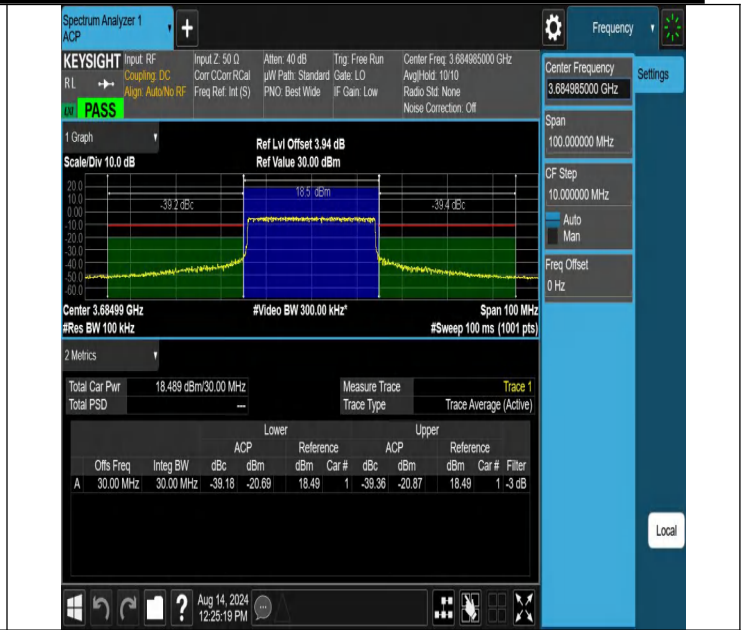 Spectrum Analyzer 1
ACP
+
Frequency
KEYSIGHT
RL
PASS
Input: RF
Coupling: DC
Align: Auto/No RF
Input Z: 50 Ω
Corr CCorr RCal
Freq Ref: Int (S)
Atten: 40 dB
µW Path: Standard
PNO: Best Wide
Trig: Free Run
Gate: LO
IF Gain: Low
Center Freq: 3.684985000 GHz
Avg|Hold: 10/10
Radio Std: None
Noise Correction: Off
Center Frequency
3.684985000 GHz
Settings
Span
100.000000 MHz
CF Step
10.000000 MHz
Auto
Man
Freq Offset
0 Hz
1 Graph
Scale/Div 10.0 dB
Ref Lvl Offset 3.94 dB
Ref Value 30.00 dBm
20.0
10.0
0.00
-10.0
-20.0
-30.0
-40.0
-50.0
-60.0
-39.2 dBc
18.5 dBm
-39.4 dBc
Center 3.68499 GHz
#Video BW 300.00 kHz*
Span 100 MHz
#Res BW 100 kHz
#Sweep 100 ms (1001 pts)
2 Metrics
Total Car Pwr 18.489 dBm/30.00 MHz
Total PSD ---
Measure Trace Trace 1
Trace Type Trace Average (Active)
Lower Upper
ACP Reference ACP Reference
Offs Freq Integ BW dBc dBm dBm Car # dBc dBm dBm Car # Filter
A 30.00 MHz 30.00 MHz -39.18 -20.69 18.49 1 -39.36 -20.87 18.49 1 -3 dB
Local
?
Aug 14, 2024
12:25:19 PM